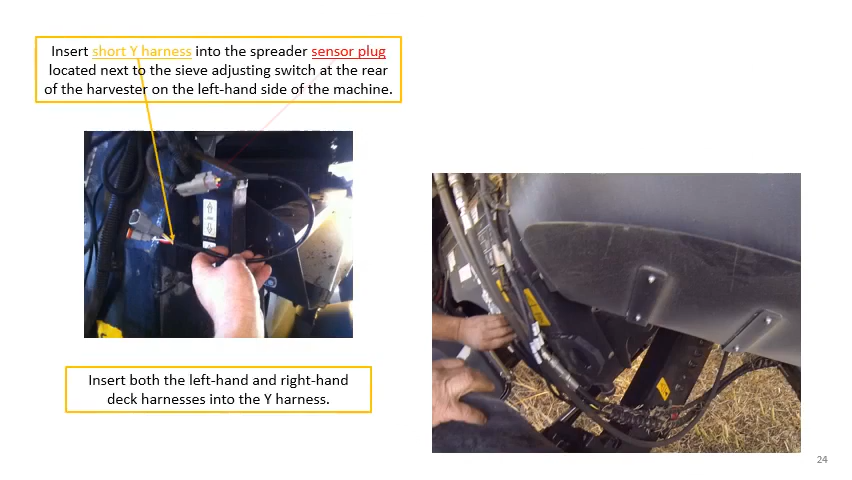 Insert short Y harness into the spreader sensor plug
located next to the sieve adjusting switch at the rear
of the harvester on the left-hand side of the machine.
Insert both the left-hand and right-hand
deck harnesses into the Y harness.
24